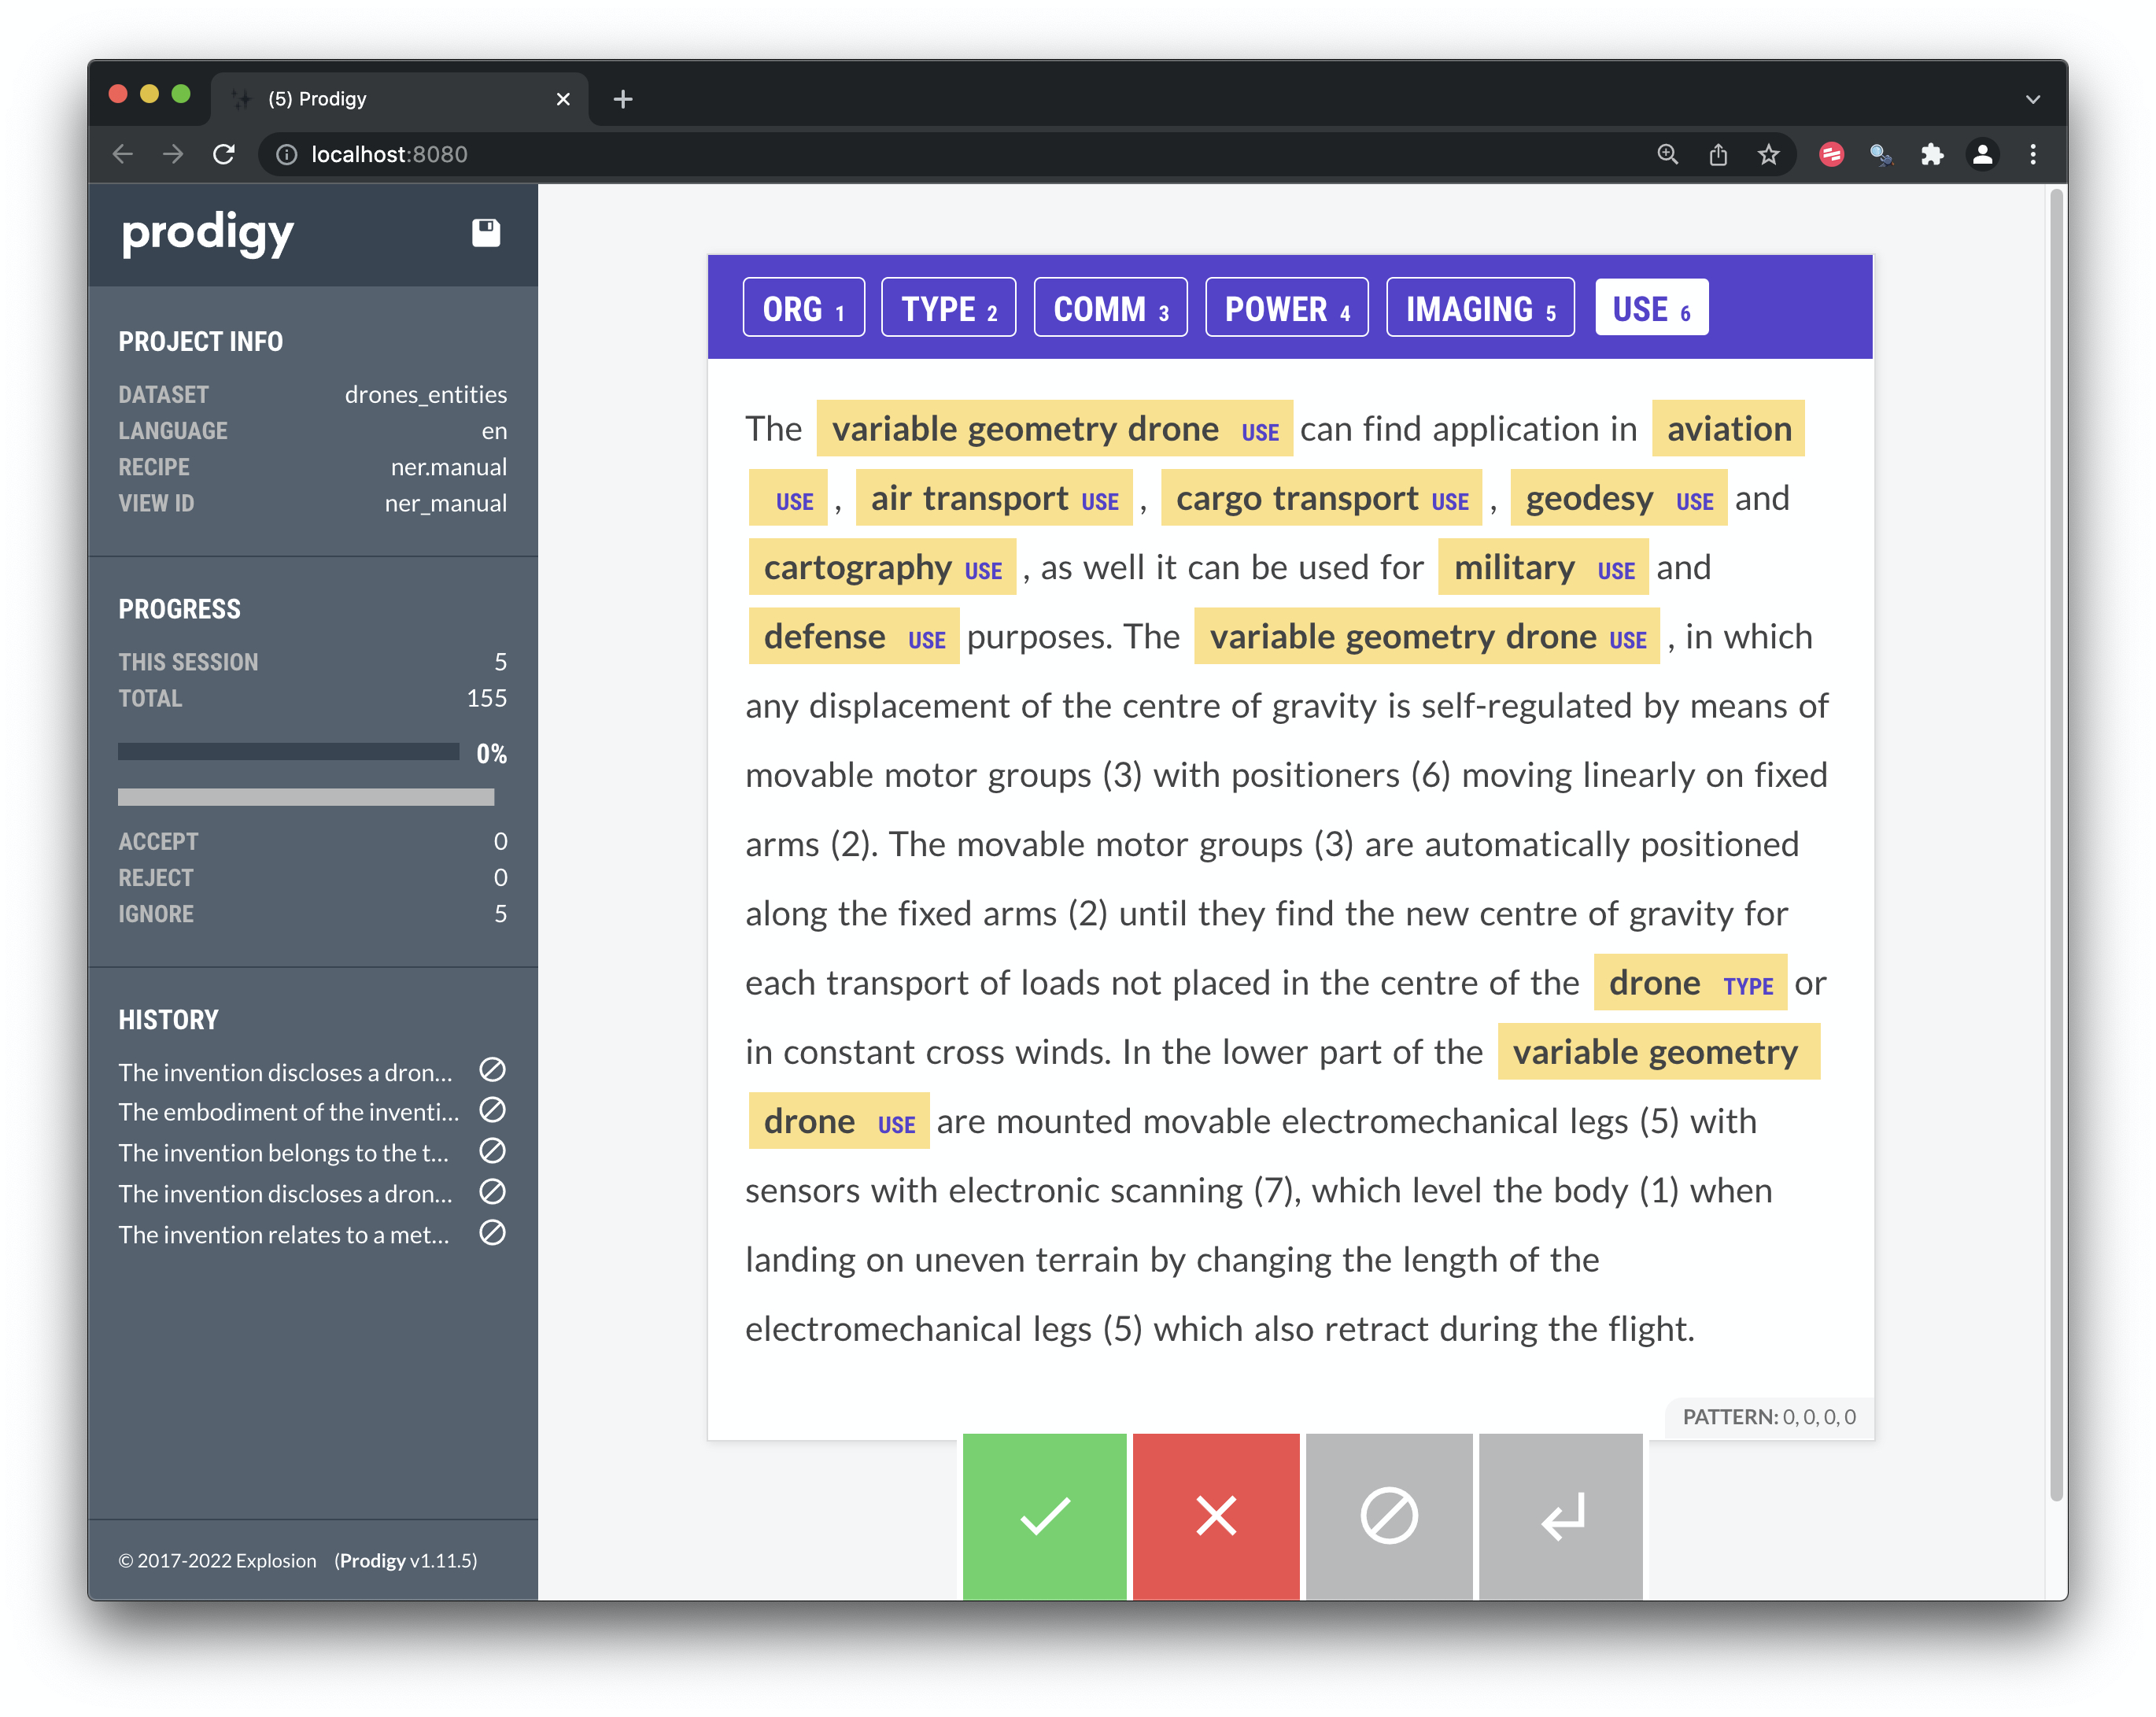 (5) Prodigy
localhost:8080
prodigy
PROJECT INFO
DATASET drones_entities
LANGUAGE en
RECIPE ner.manual
VIEW ID ner_manual
PROGRESS
THIS SESSION 5
TOTAL 155
0%
ACCEPT 0
REJECT 0
IGNORE 5
HISTORY
The invention discloses a dron...
The embodiment of the inventi...
The invention belongs to the t...
The invention discloses a dron...
The invention relates to a met...
© 2017-2022 Explosion (Prodigy v1.11.5)
ORG 1 TYPE 2 COMM 3 POWER 4 IMAGING 5 USE 6
The variable geometry drone USE can find application in aviation
USE , air transport USE , cargo transport USE , geodesy USE and
cartography USE , as well it can be used for military USE and
defense USE purposes. The variable geometry drone USE , in which
any displacement of the centre of gravity is self-regulated by means of
movable motor groups (3) with positioners (6) moving linearly on fixed
arms (2). The movable motor groups (3) are automatically positioned
along the fixed arms (2) until they find the new centre of gravity for
each transport of loads not placed in the centre of the drone TYPE or
in constant cross winds. In the lower part of the variable geometry
drone USE are mounted movable electromechanical legs (5) with
sensors with electronic scanning (7), which level the body (1) when
landing on uneven terrain by changing the length of the
electromechanical legs (5) which also retract during the flight.
PATTERN: 0, 0, 0, 0